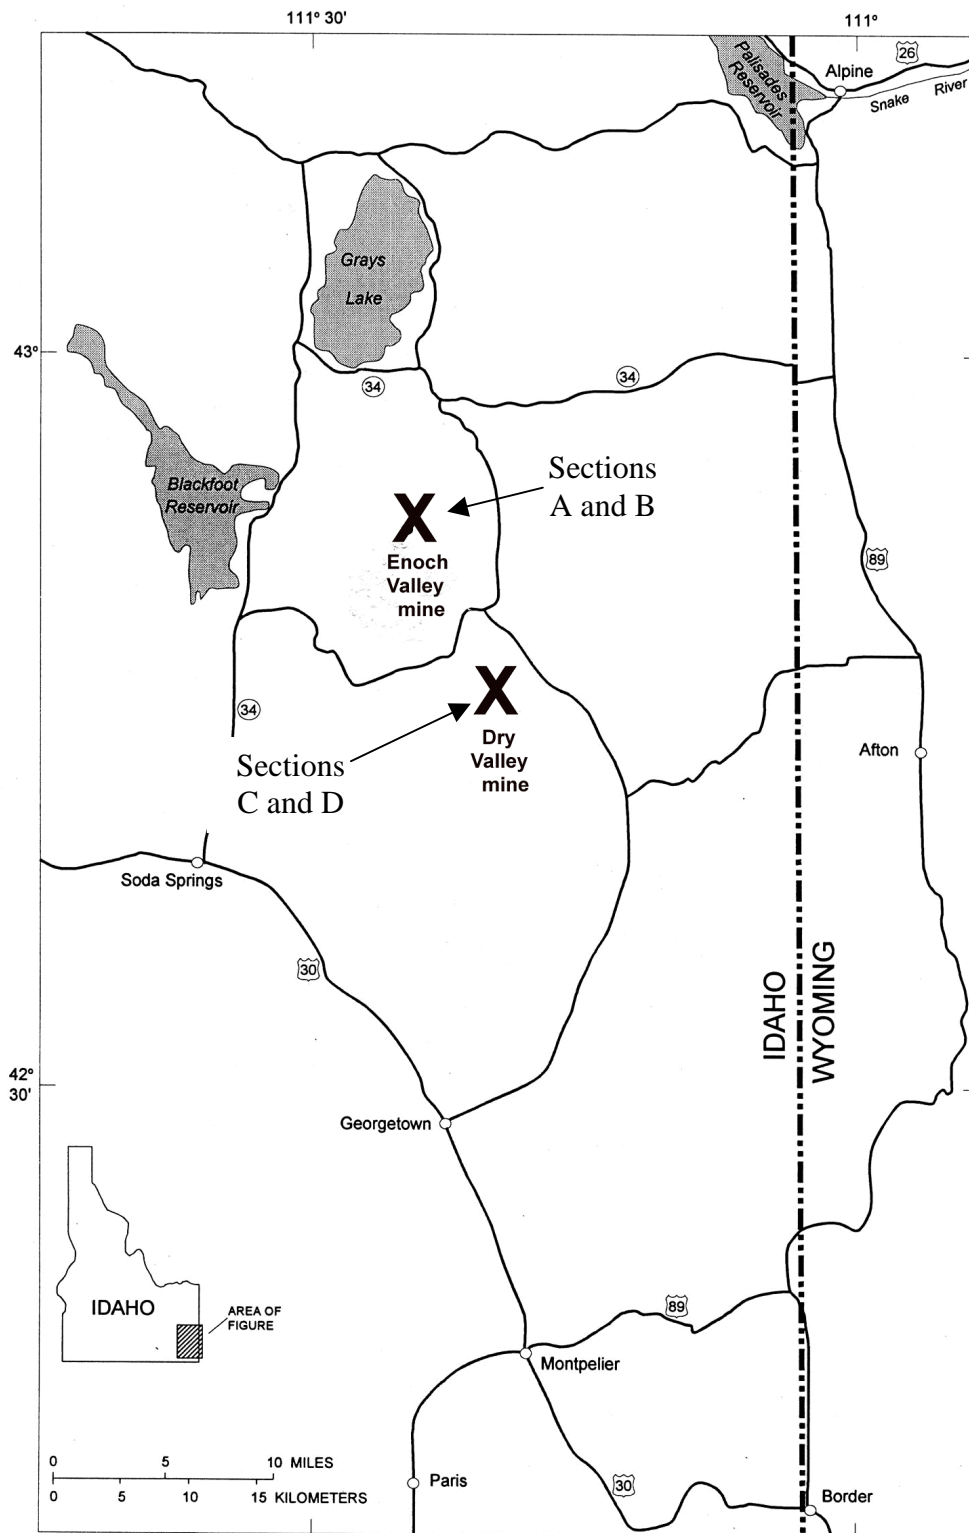 111° 30'
111°
26
Palisades
Reservoir
Alpine
Snake River
Grays
Lake
43°
34
34
Blackfoot
Reservoir
Sections
A and B
X
Enoch
Valley
mine
89
34
X
Dry
Valley
mine
Sections
C and D
Afton
Soda Springs
30
IDAHO
WYOMING
42°
30'
Georgetown
IDAHO
AREA OF
FIGURE
89
Montpelier
0 5 10 MILES
0 5 10 15 KILOMETERS
Paris
30
Border